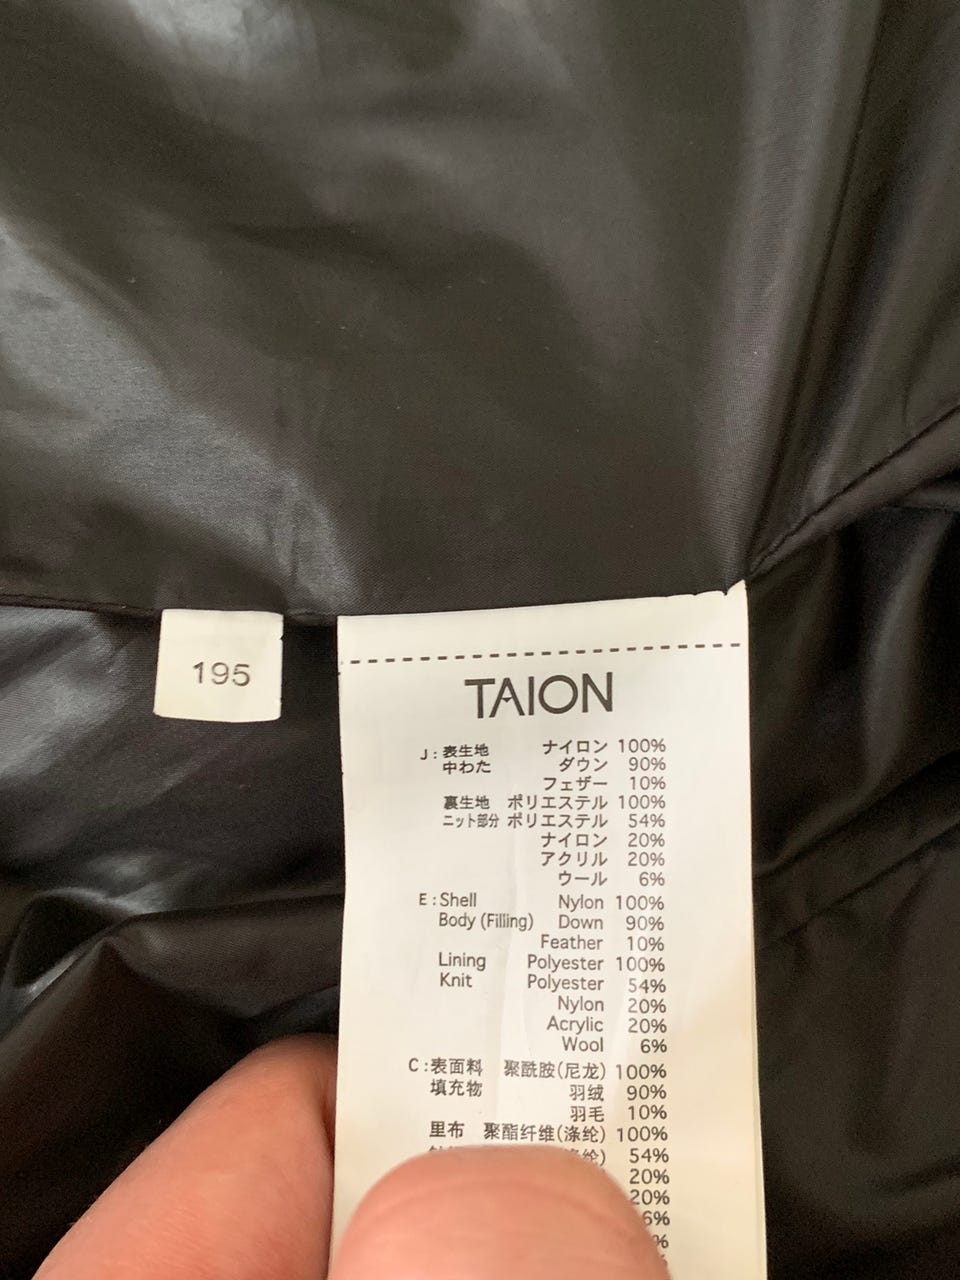 195
TAION
J:表生地 ナイロン 100%
中わた ダウン 90%
フェザー 10%
裏生地 ポリエステル 100%
ニット部分 ポリエステル 54%
ナイロン 20%
アクリル 20%
ウール 6%
E:Shell Nylon 100%
Body (Filling) Down 90%
Feather 10%
Lining Polyester 100%
Knit Polyester 54%
Nylon 20%
Acrylic 20%
Wool 6%
C:表面料 聚酰胺(尼龙) 100%
填充物 羽绒 90%
羽毛 10%
里布 聚酯纤维(涤纶) 100%
纶) 54%
20%
20%
6%
%